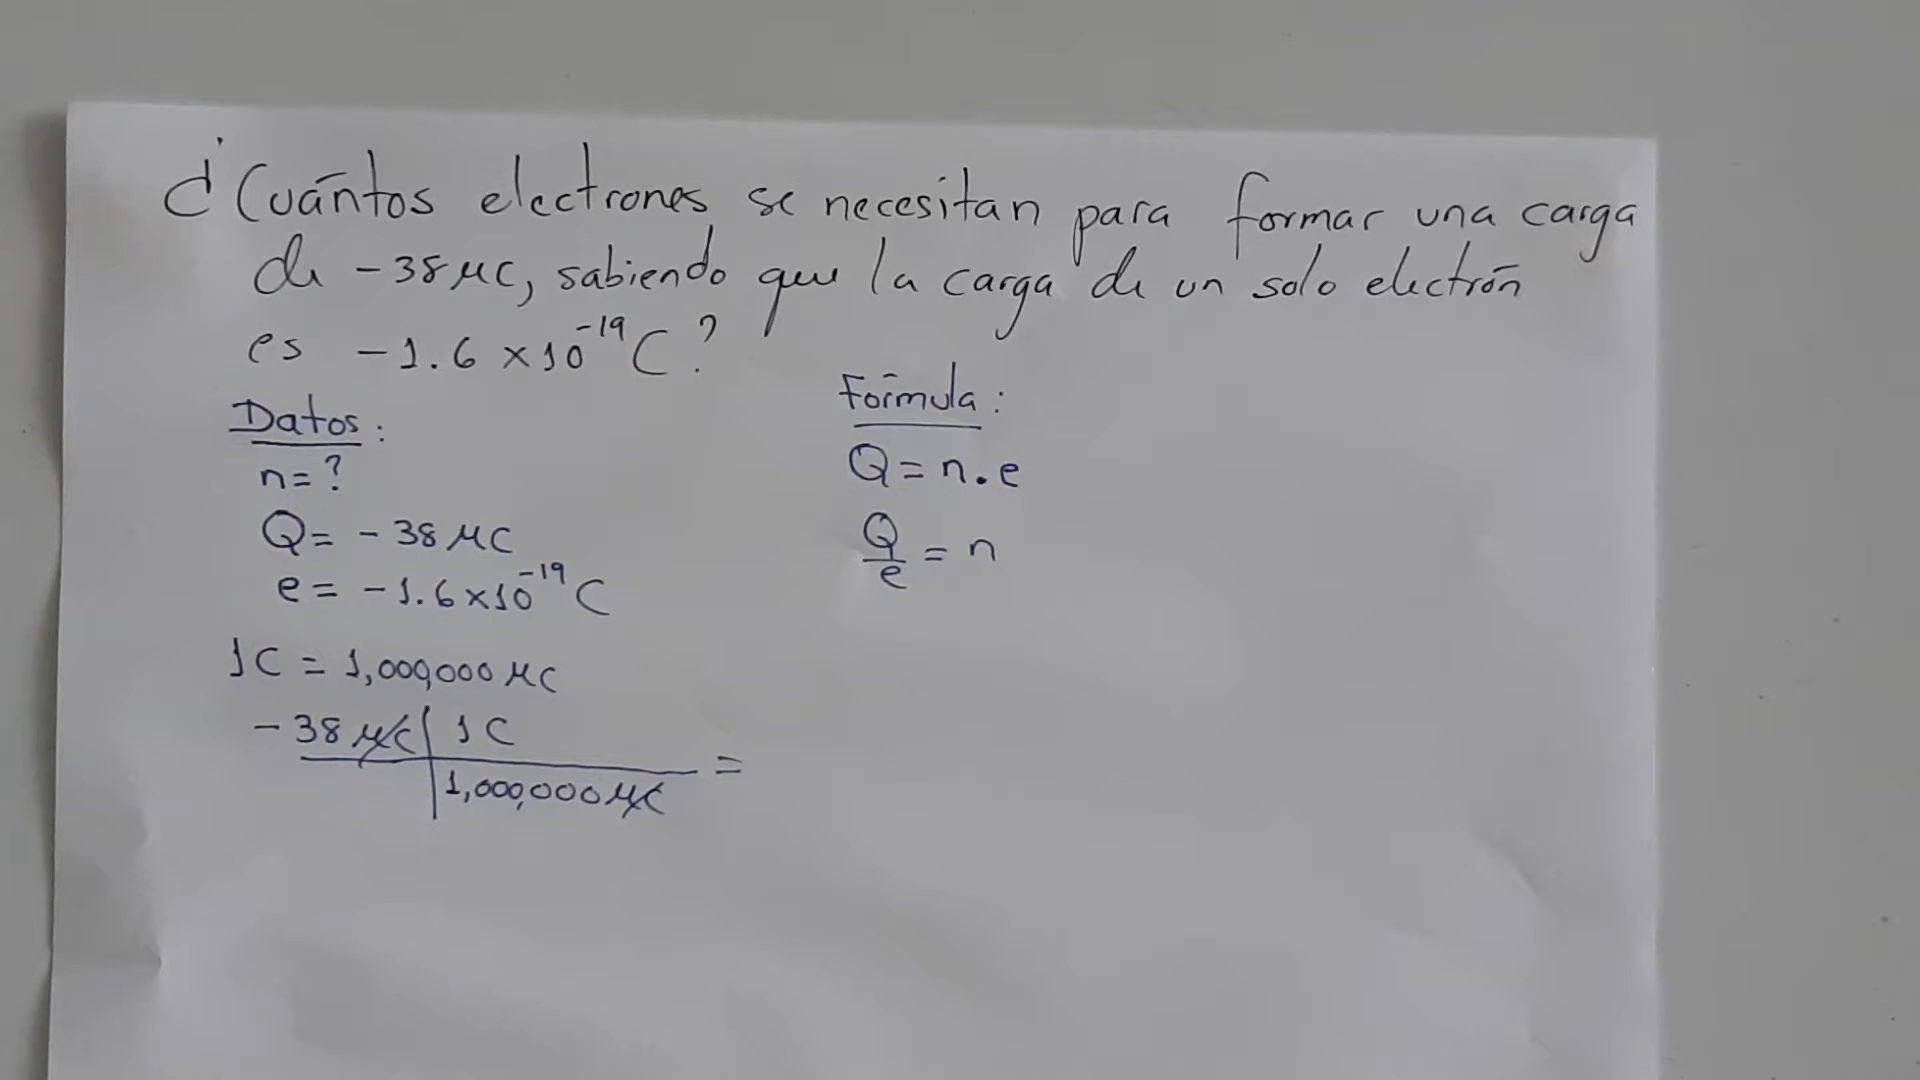 ¿Cuántos electrones se necesitan para formar una carga
de -38 μC, sabiendo que la carga de un solo electrón
es -1.6 x 10⁻¹⁹ C?
Datos:
n = ?
Q = - 38 μC
e = - 1.6 x 10⁻¹⁹ C
1C = 1,000,000 μC
- 38 μC | 1 C
1,000,000 μC =
Fórmula:
Q = n . e
Q/e = n